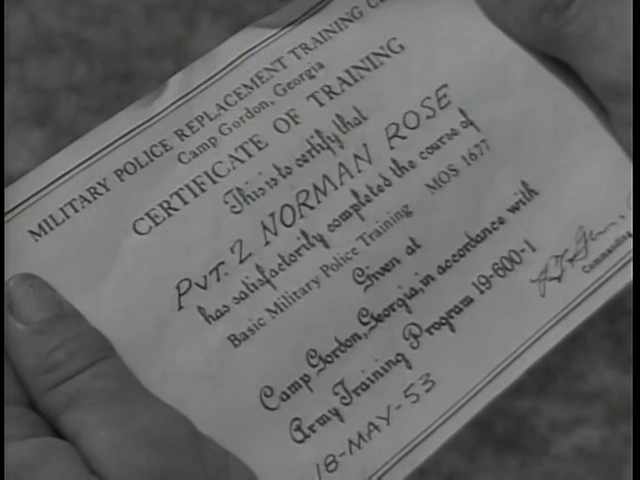 MILITARY POLICE REPLACEMENT TRAINING
Camp Gordon, Georgia
CERTIFICATE OF TRAINING
This is to certify that
PVT. 2 NORMAN ROSE
has satisfactorily completed the course of
Basic Military Police Training MOS 1677
Given at
Camp Gordon, Georgia, in accordance with
Army Training Program 19-600-1
18-MAY-53